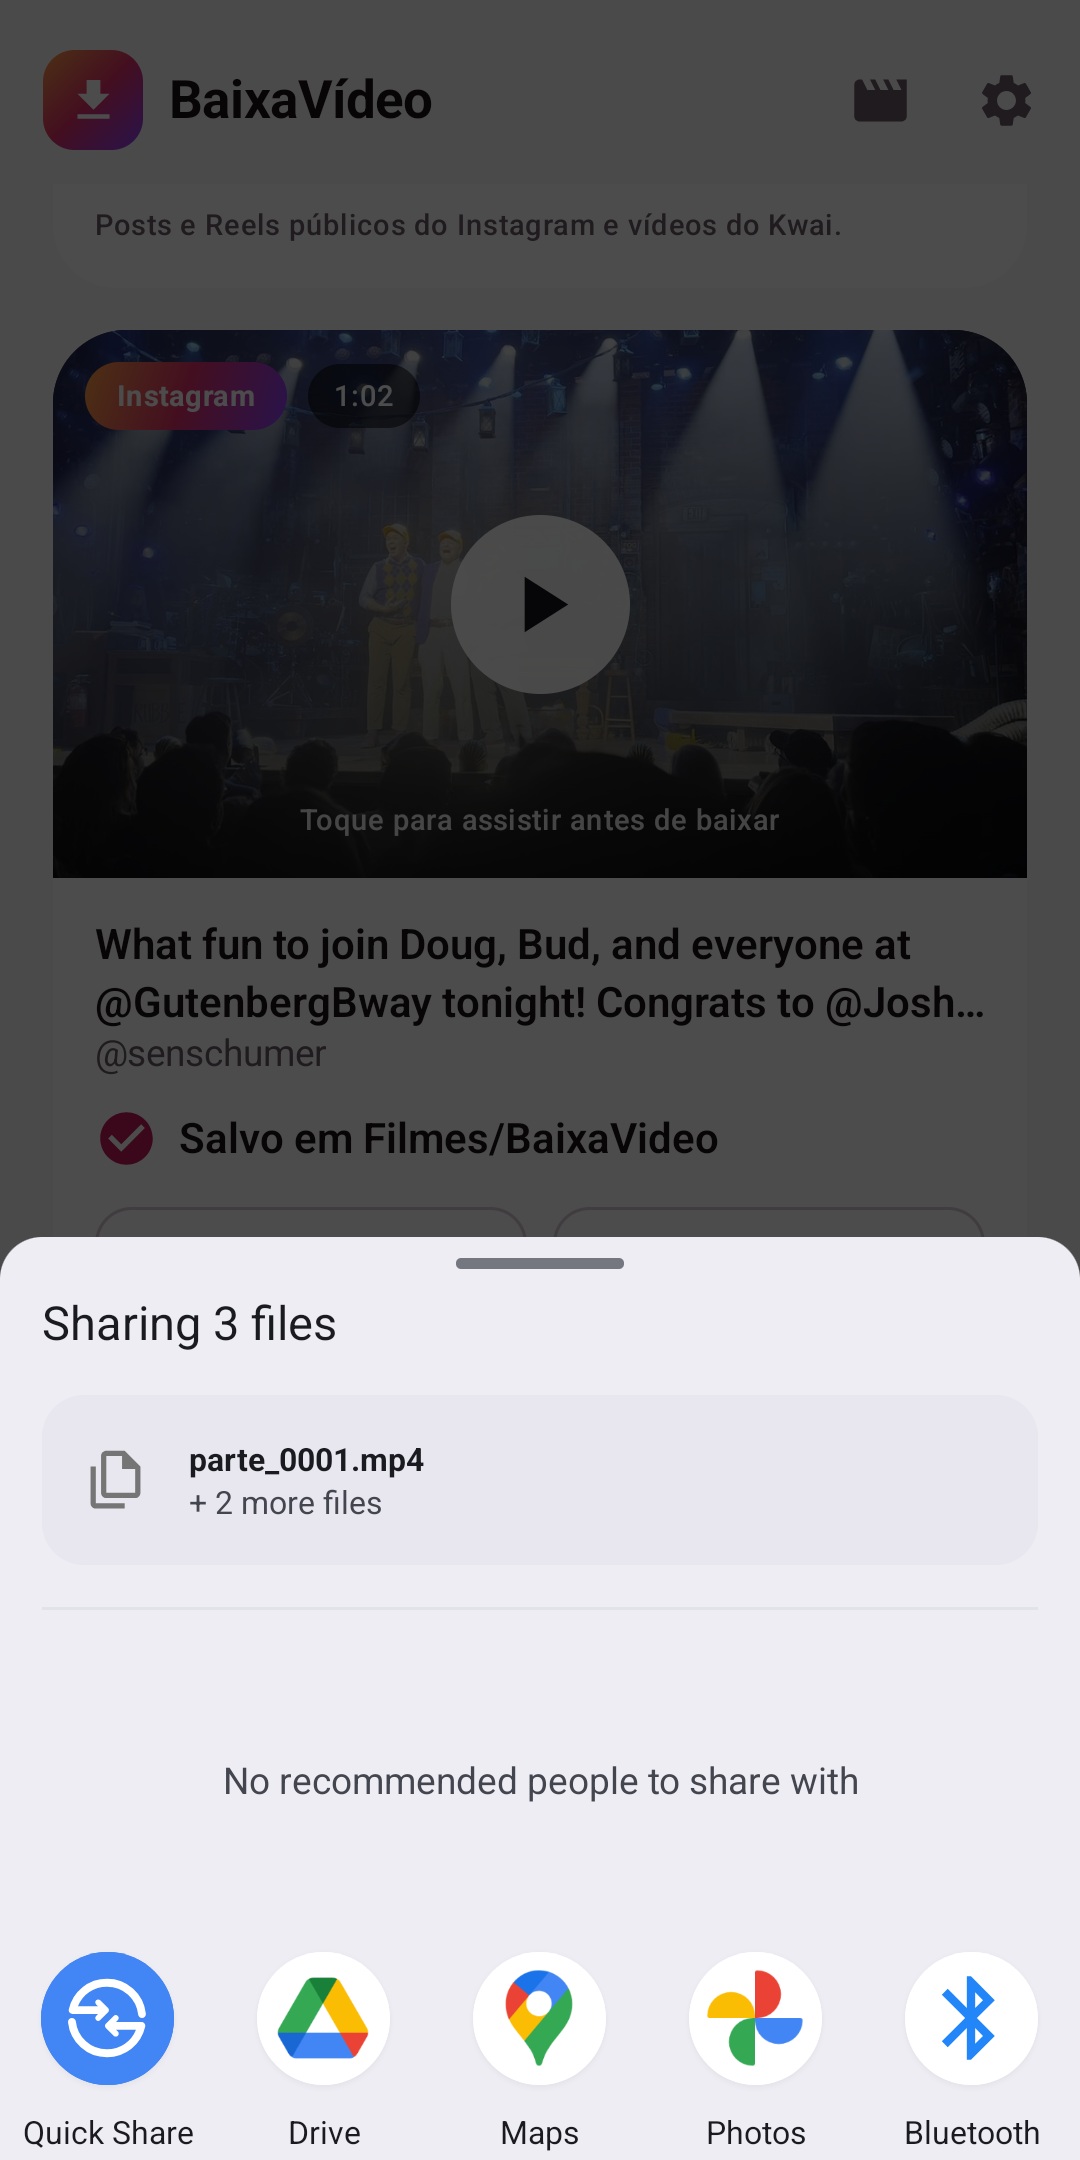 BaixaVídeo
Posts e Reels públicos do Instagram e vídeos do Kwai.
Instagram
1:02
Toque para assistir antes de baixar
What fun to join Doug, Bud, and everyone at
@GutenbergBway tonight! Congrats to @Josh...
@senschumer
Salvo em Filmes/BaixaVideo
Sharing 3 files
parte_0001.mp4
+ 2 more files
No recommended people to share with
Quick Share
Drive
Maps
Photos
Bluetooth